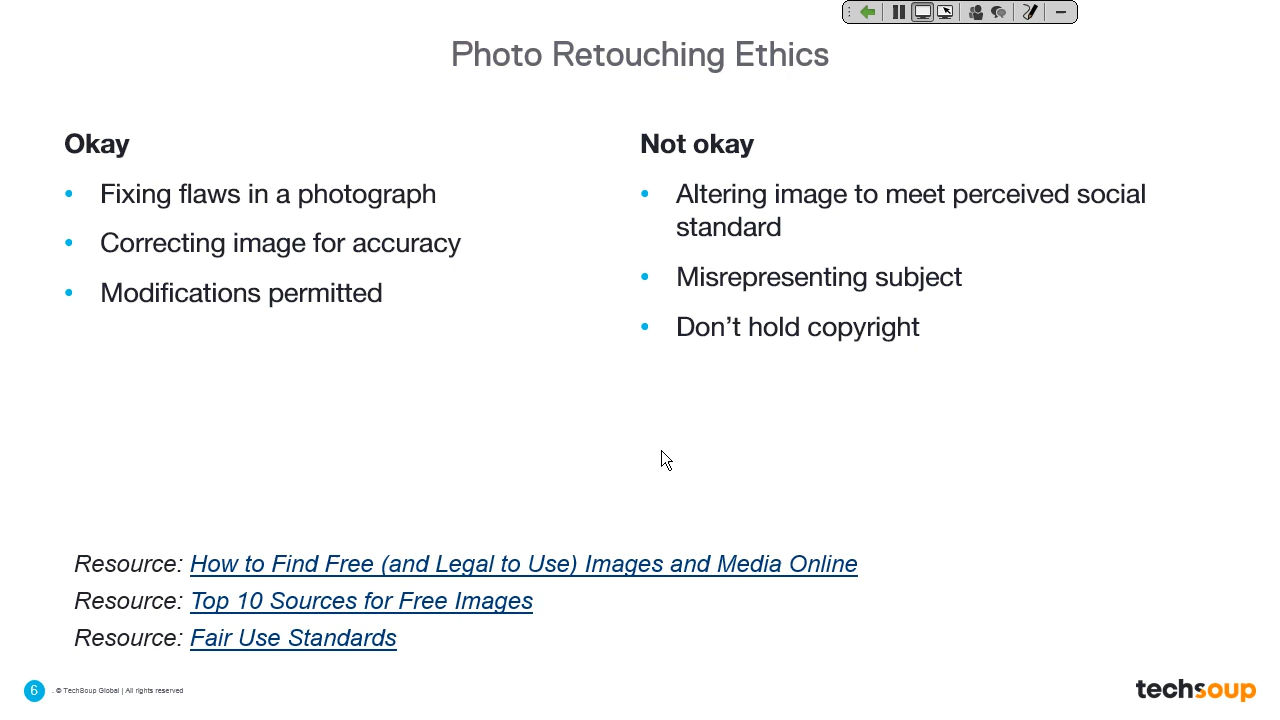 Photo Retouching Ethics
Okay
• Fixing flaws in a photograph
• Correcting image for accuracy
• Modifications permitted
Not okay
• Altering image to meet perceived social
standard
• Misrepresenting subject
• Don’t hold copyright
Resource: How to Find Free (and Legal to Use) Images and Media Online
Resource: Top 10 Sources for Free Images
Resource: Fair Use Standards
6 . © TechSoup Global | All rights reserved
techsoup